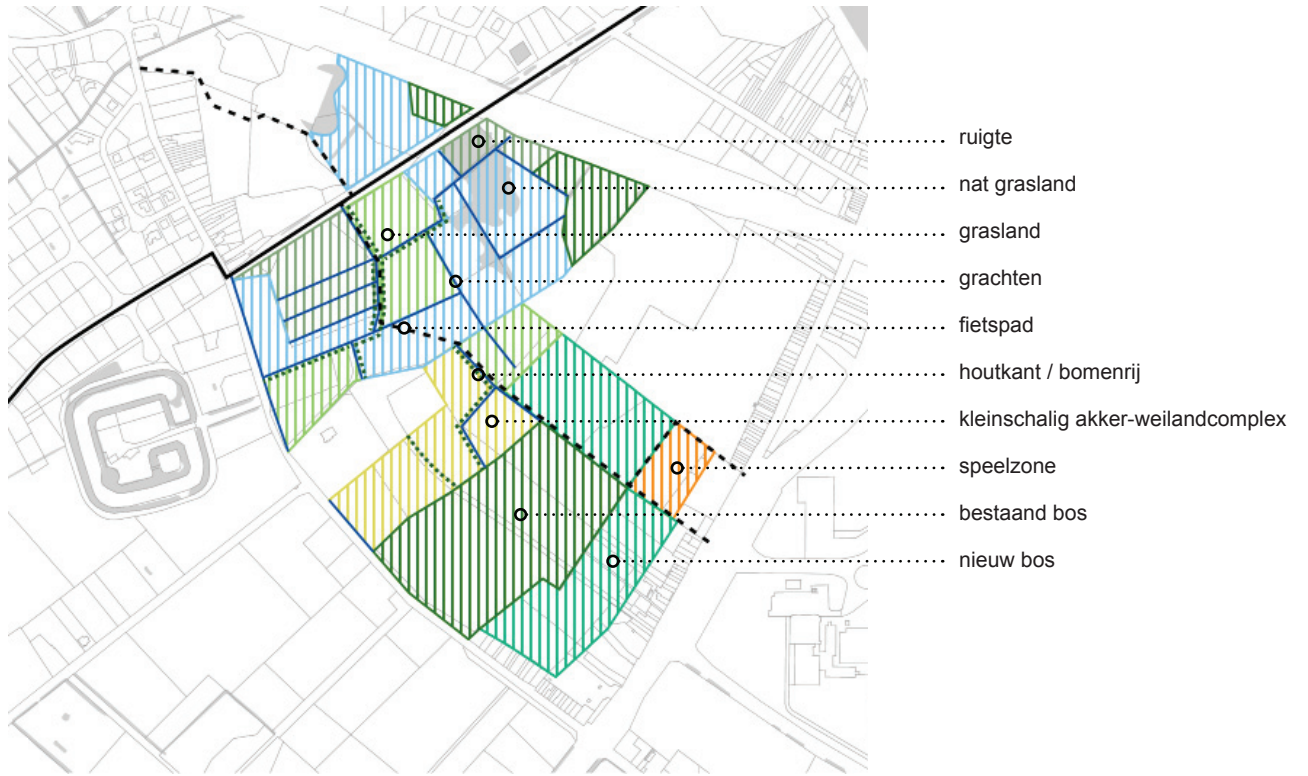 ruigte
nat grasland
grasland
grachten
fietspad
houtkant / bomenrij
kleinschalig akker-weilandcomplex
speelzone
bestaand bos
nieuw bos